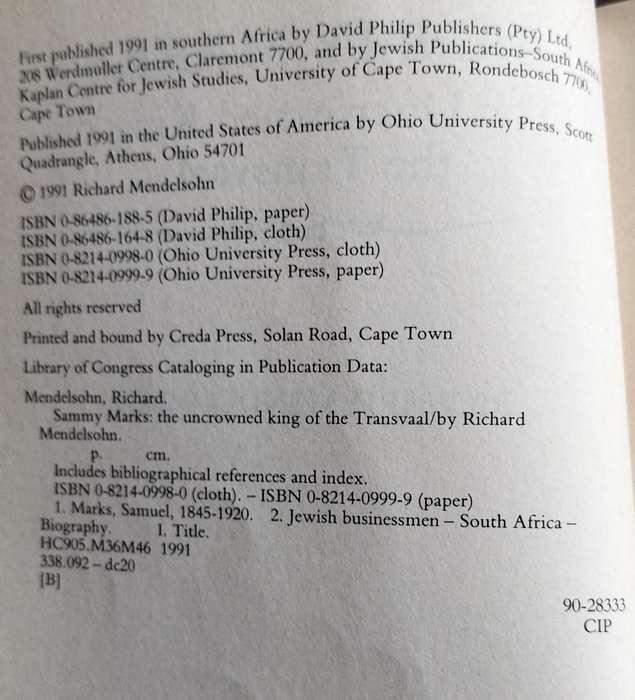 First published 1991 in southern Africa by David Philip Publishers (Pty) Ltd,
208 Werdmuller Centre, Claremont 7700, and by Jewish Publications–South Africa,
Kaplan Centre for Jewish Studies, University of Cape Town, Rondebosch 7700,
Cape Town
Published 1991 in the United States of America by Ohio University Press, Scott
Quadrangle, Athens, Ohio 54701
© 1991 Richard Mendelsohn
ISBN 0-86486-188-5 (David Philip, paper)
ISBN 0-86486-164-8 (David Philip, cloth)
ISBN 0-8214-0998-0 (Ohio University Press, cloth)
ISBN 0-8214-0999-9 (Ohio University Press, paper)
All rights reserved
Printed and bound by Creda Press, Solan Road, Cape Town
Library of Congress Cataloging in Publication Data:
Mendelsohn, Richard.
Sammy Marks: the uncrowned king of the Transvaal/by Richard
Mendelsohn.
p. cm.
Includes bibliographical references and index.
ISBN 0-8214-0998-0 (cloth). – ISBN 0-8214-0999-9 (paper)
1. Marks, Samuel, 1845-1920. 2. Jewish businessmen – South Africa –
Biography. I. Title.
HC905.M36M46 1991
338.092 – dc20
[B]
90-28333
CIP